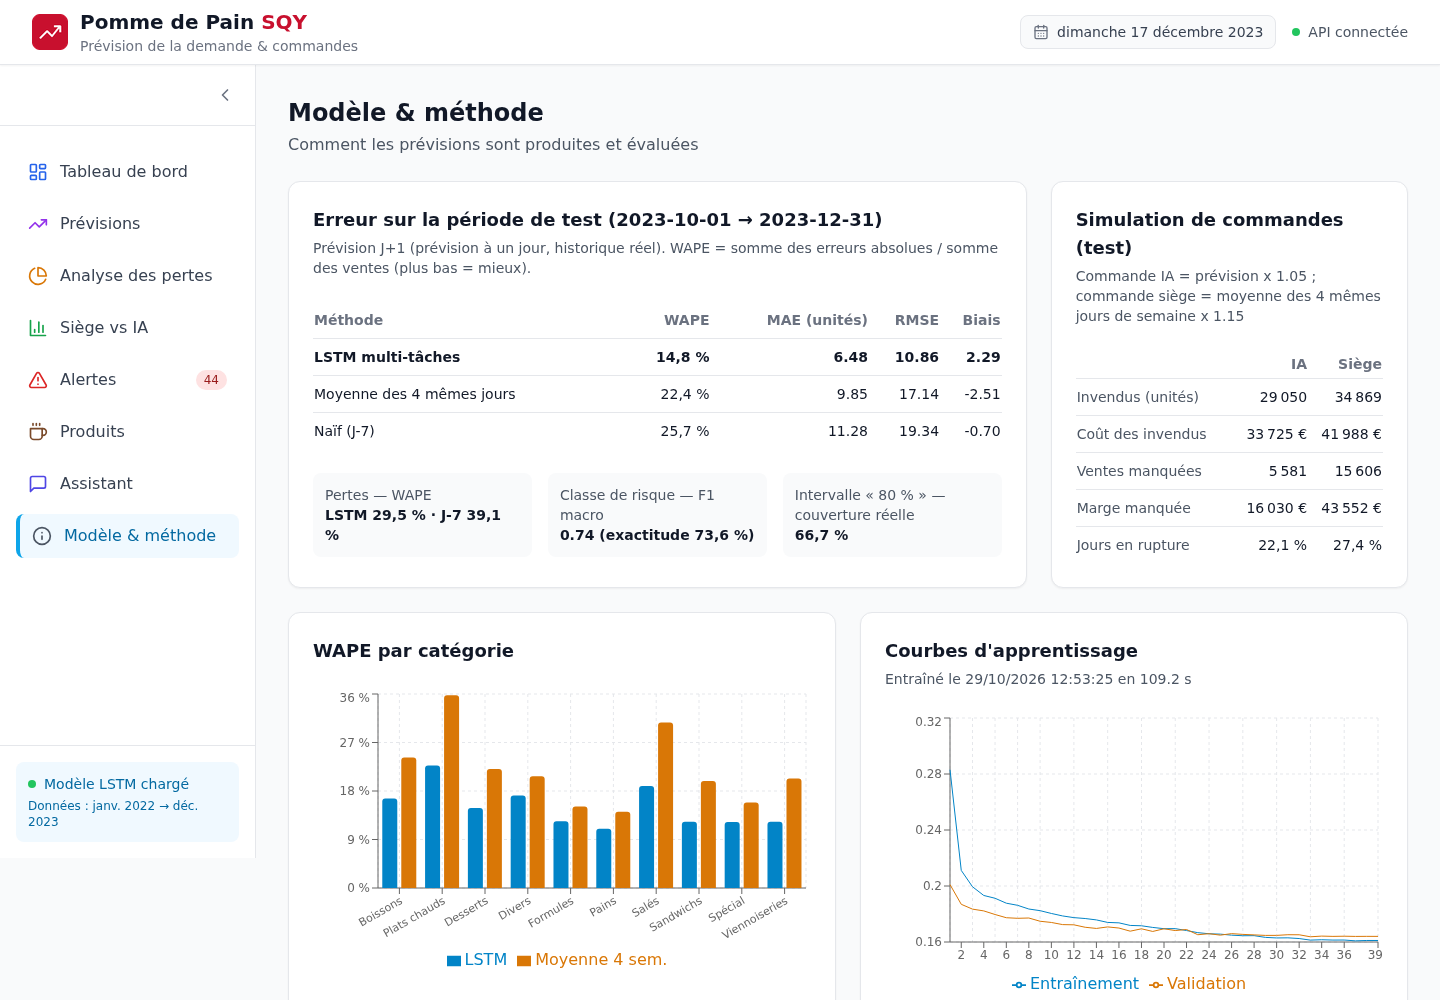 Pomme de Pain SQY
Prévision de la demande & commandes
dimanche 17 décembre 2023
API connectée
Tableau de bord
Prévisions
Analyse des pertes
Siège vs IA
Alertes 44
Produits
Assistant
Modèle & méthode
Modèle LSTM chargé
Données : janv. 2022 → déc.
2023
Modèle & méthode
Comment les prévisions sont produites et évaluées
Erreur sur la période de test (2023-10-01 → 2023-12-31)
Prévision J+1 (prévision à un jour, historique réel). WAPE = somme des erreurs absolues / somme
des ventes (plus bas = mieux).
Méthode WAPE MAE (unités) RMSE Biais
LSTM multi-tâches 14,8 % 6.48 10.86 2.29
Moyenne des 4 mêmes jours 22,4 % 9.85 17.14 -2.51
Naïf (J-7) 25,7 % 11.28 19.34 -0.70
Pertes — WAPE
LSTM 29,5 % · J-7 39,1
%
Classe de risque — F1
macro
0.74 (exactitude 73,6 %)
Intervalle « 80 % » —
couverture réelle
66,7 %
Simulation de commandes
(test)
Commande IA = prévision x 1.05 ;
commande siège = moyenne des 4 mêmes
jours de semaine x 1.15
IA Siège
Invendus (unités) 29 050 34 869
Coût des invendus 33 725 € 41 988 €
Ventes manquées 5 581 15 606
Marge manquée 16 030 € 43 552 €
Jours en rupture 22,1 % 27,4 %
WAPE par catégorie
36 %
27 %
18 %
9 %
0 %
Boissons Plats chauds Desserts Divers Formules Pains Salés Sandwichs Spécial Viennoiseries
LSTM Moyenne 4 sem.
Courbes d'apprentissage
Entraîné le 29/10/2026 12:53:25 en 109.2 s
0.32
0.28
0.24
0.2
0.16
2 4 6 8 10 12 14 16 18 20 22 24 26 28 30 32 34 36 39
Entraînement Validation